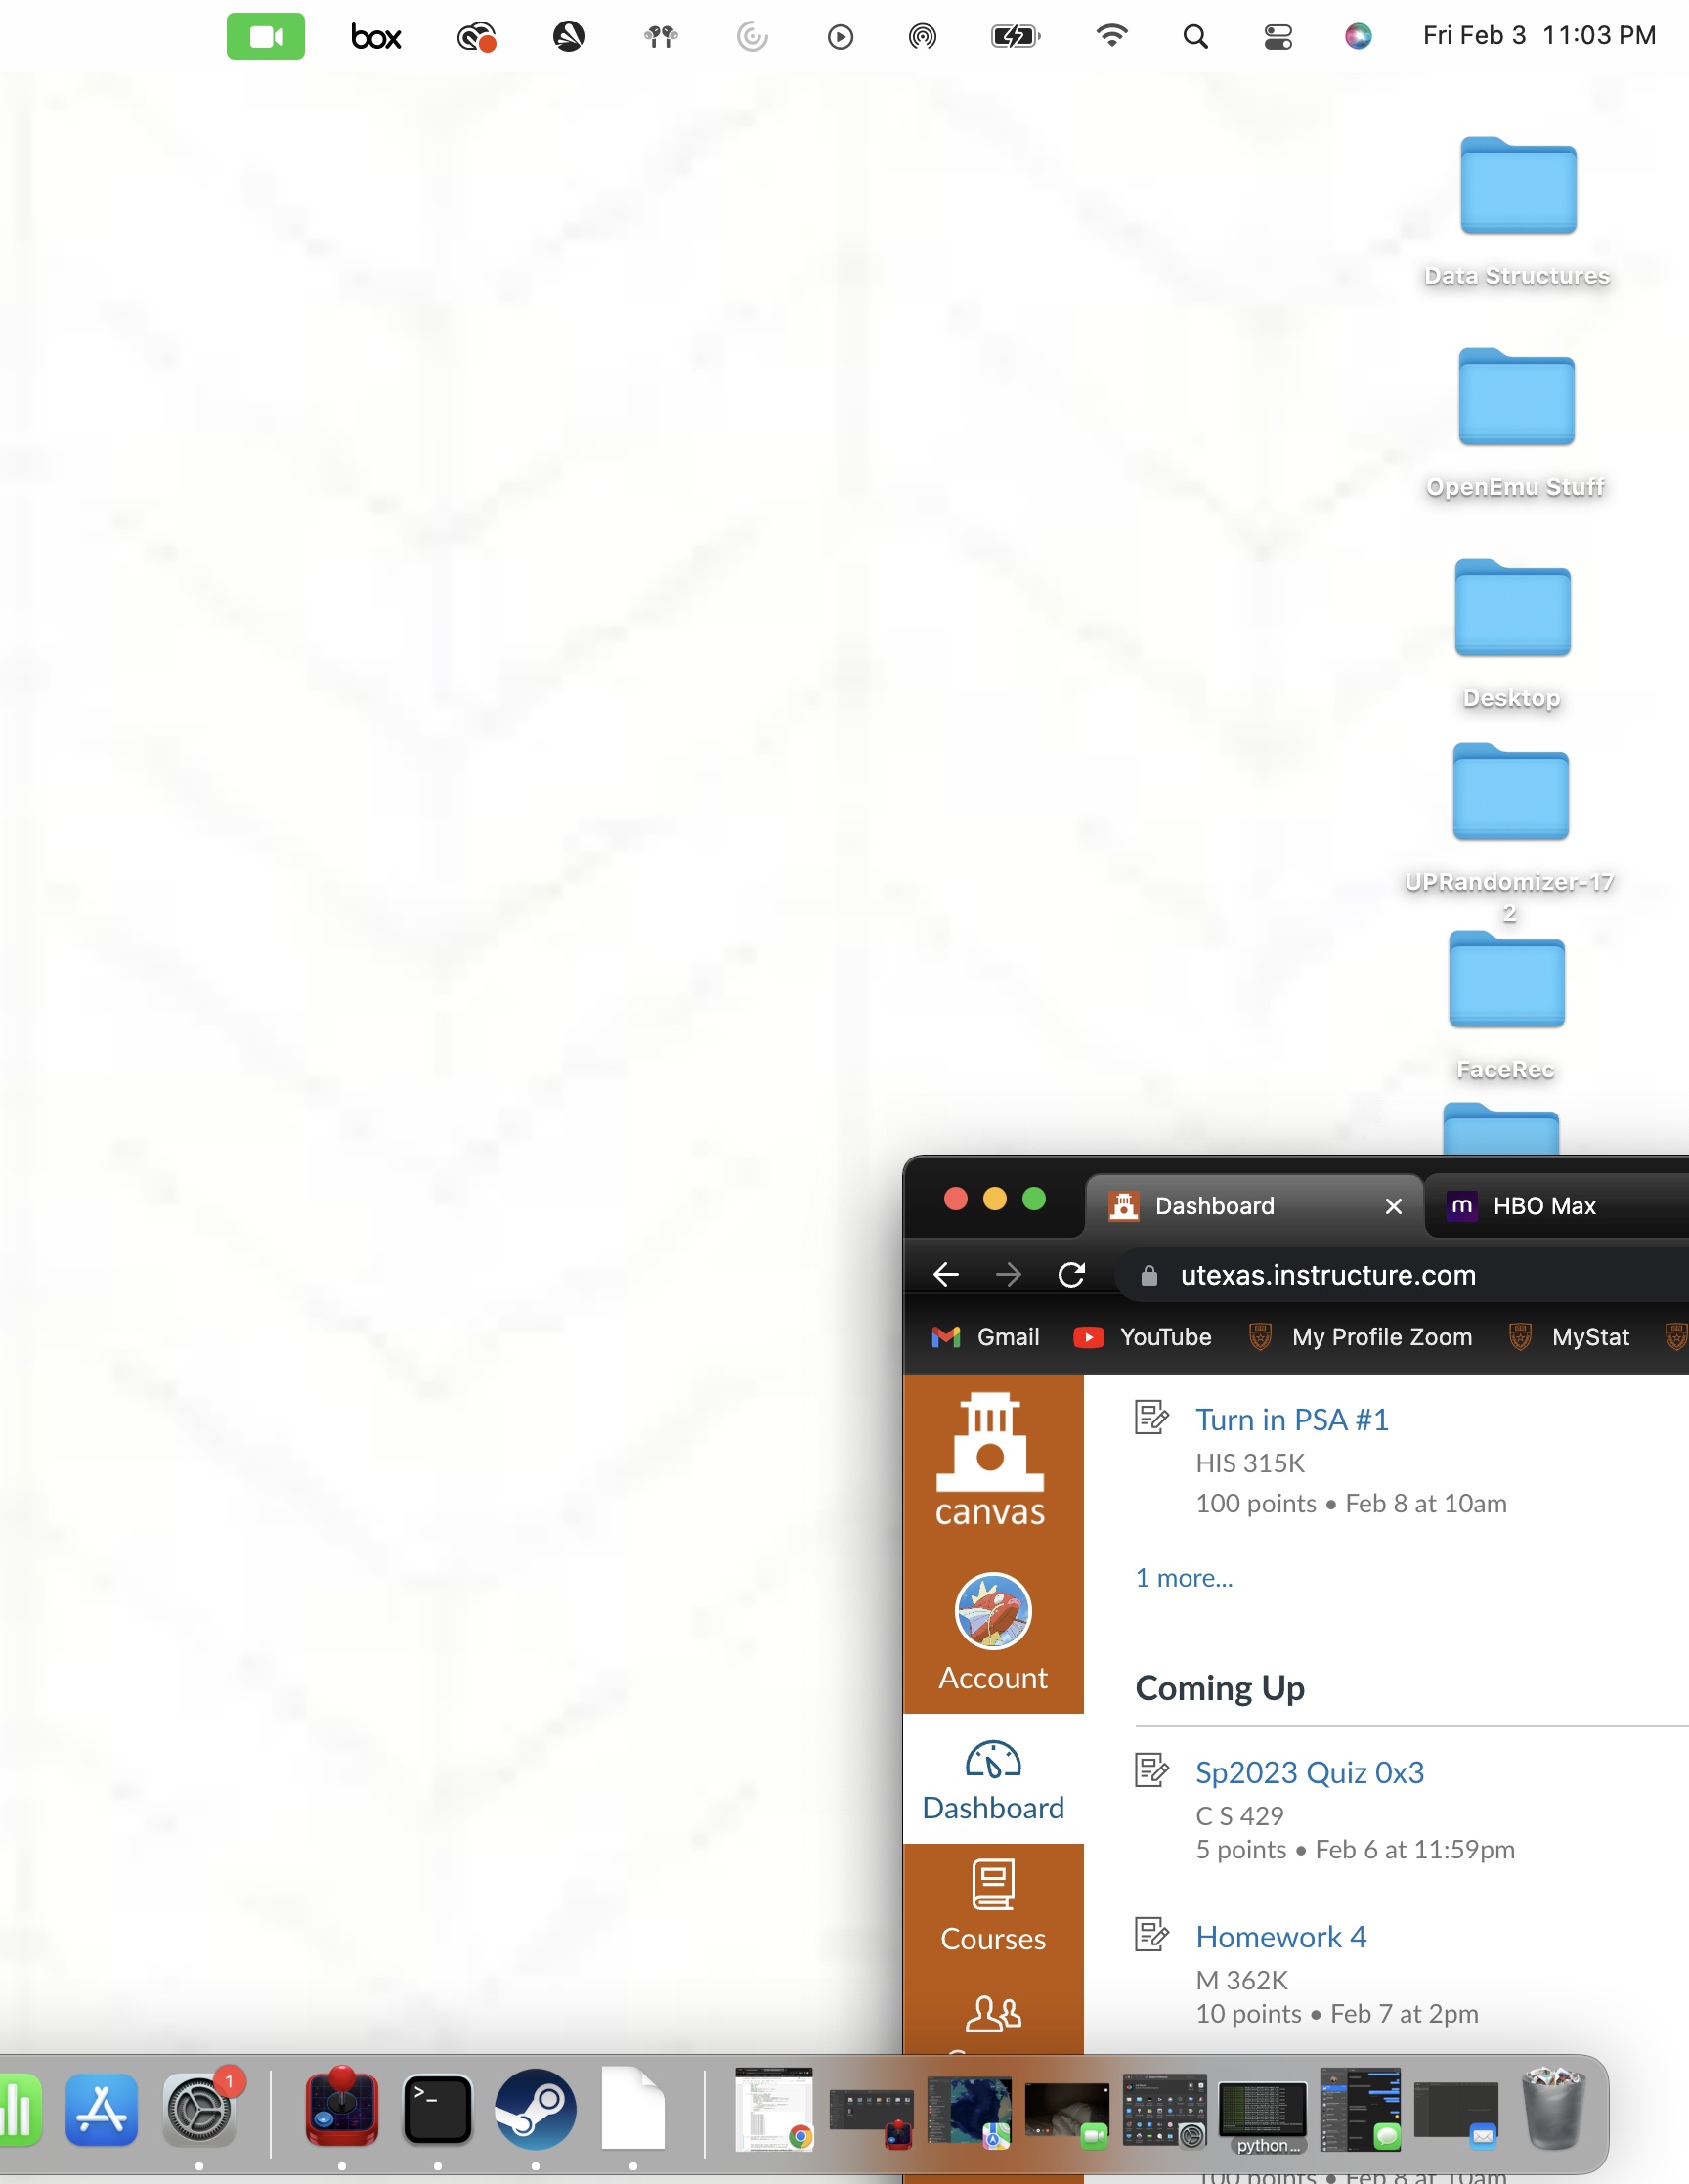 box
Fri Feb 3 11:03 PM
Data Structures
OpenEmu Stuff
Desktop
UPRandomizer-17
2
FaceRec
Dashboard
m HBO Max
utexas.instructure.com
Gmail YouTube My Profile Zoom MyStat
canvas
Account
Dashboard
Courses
Turn in PSA #1
HIS 315K
100 points • Feb 8 at 10am
1 more...
Coming Up
Sp2023 Quiz 0x3
C S 429
5 points • Feb 6 at 11:59pm
Homework 4
M 362K
10 points • Feb 7 at 2pm
1
>_
python...
100 points • Feb 8 at 10am